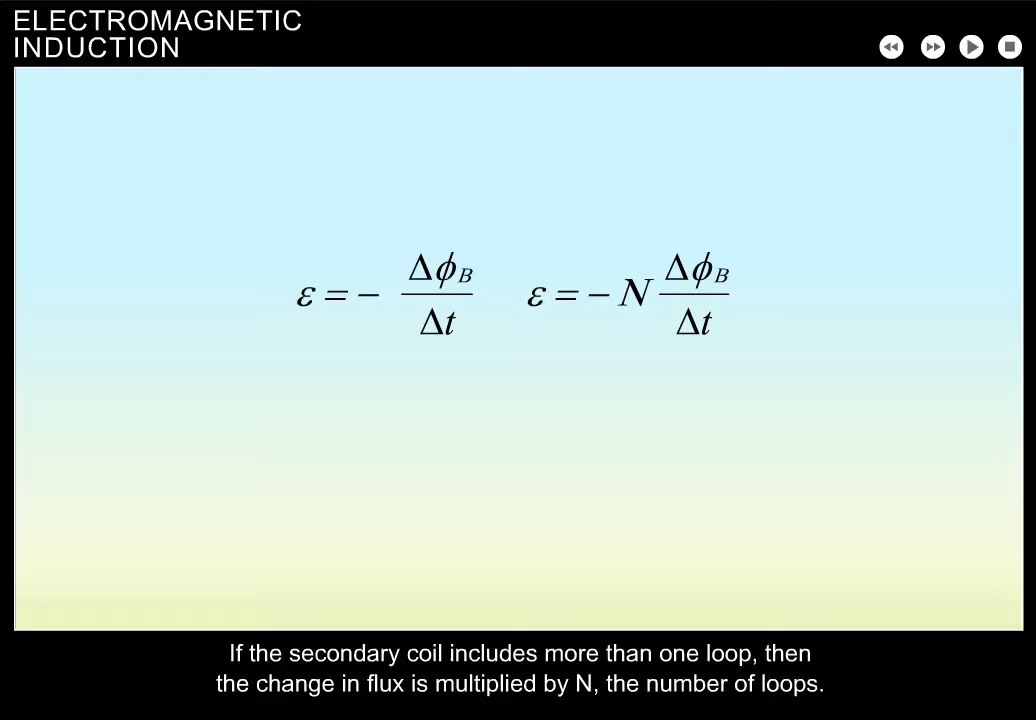 ELECTROMAGNETIC
INDUCTION
ε = − Δϕ_B / Δt   ε = − N Δϕ_B / Δt
If the secondary coil includes more than one loop, then
the change in flux is multiplied by N, the number of loops.